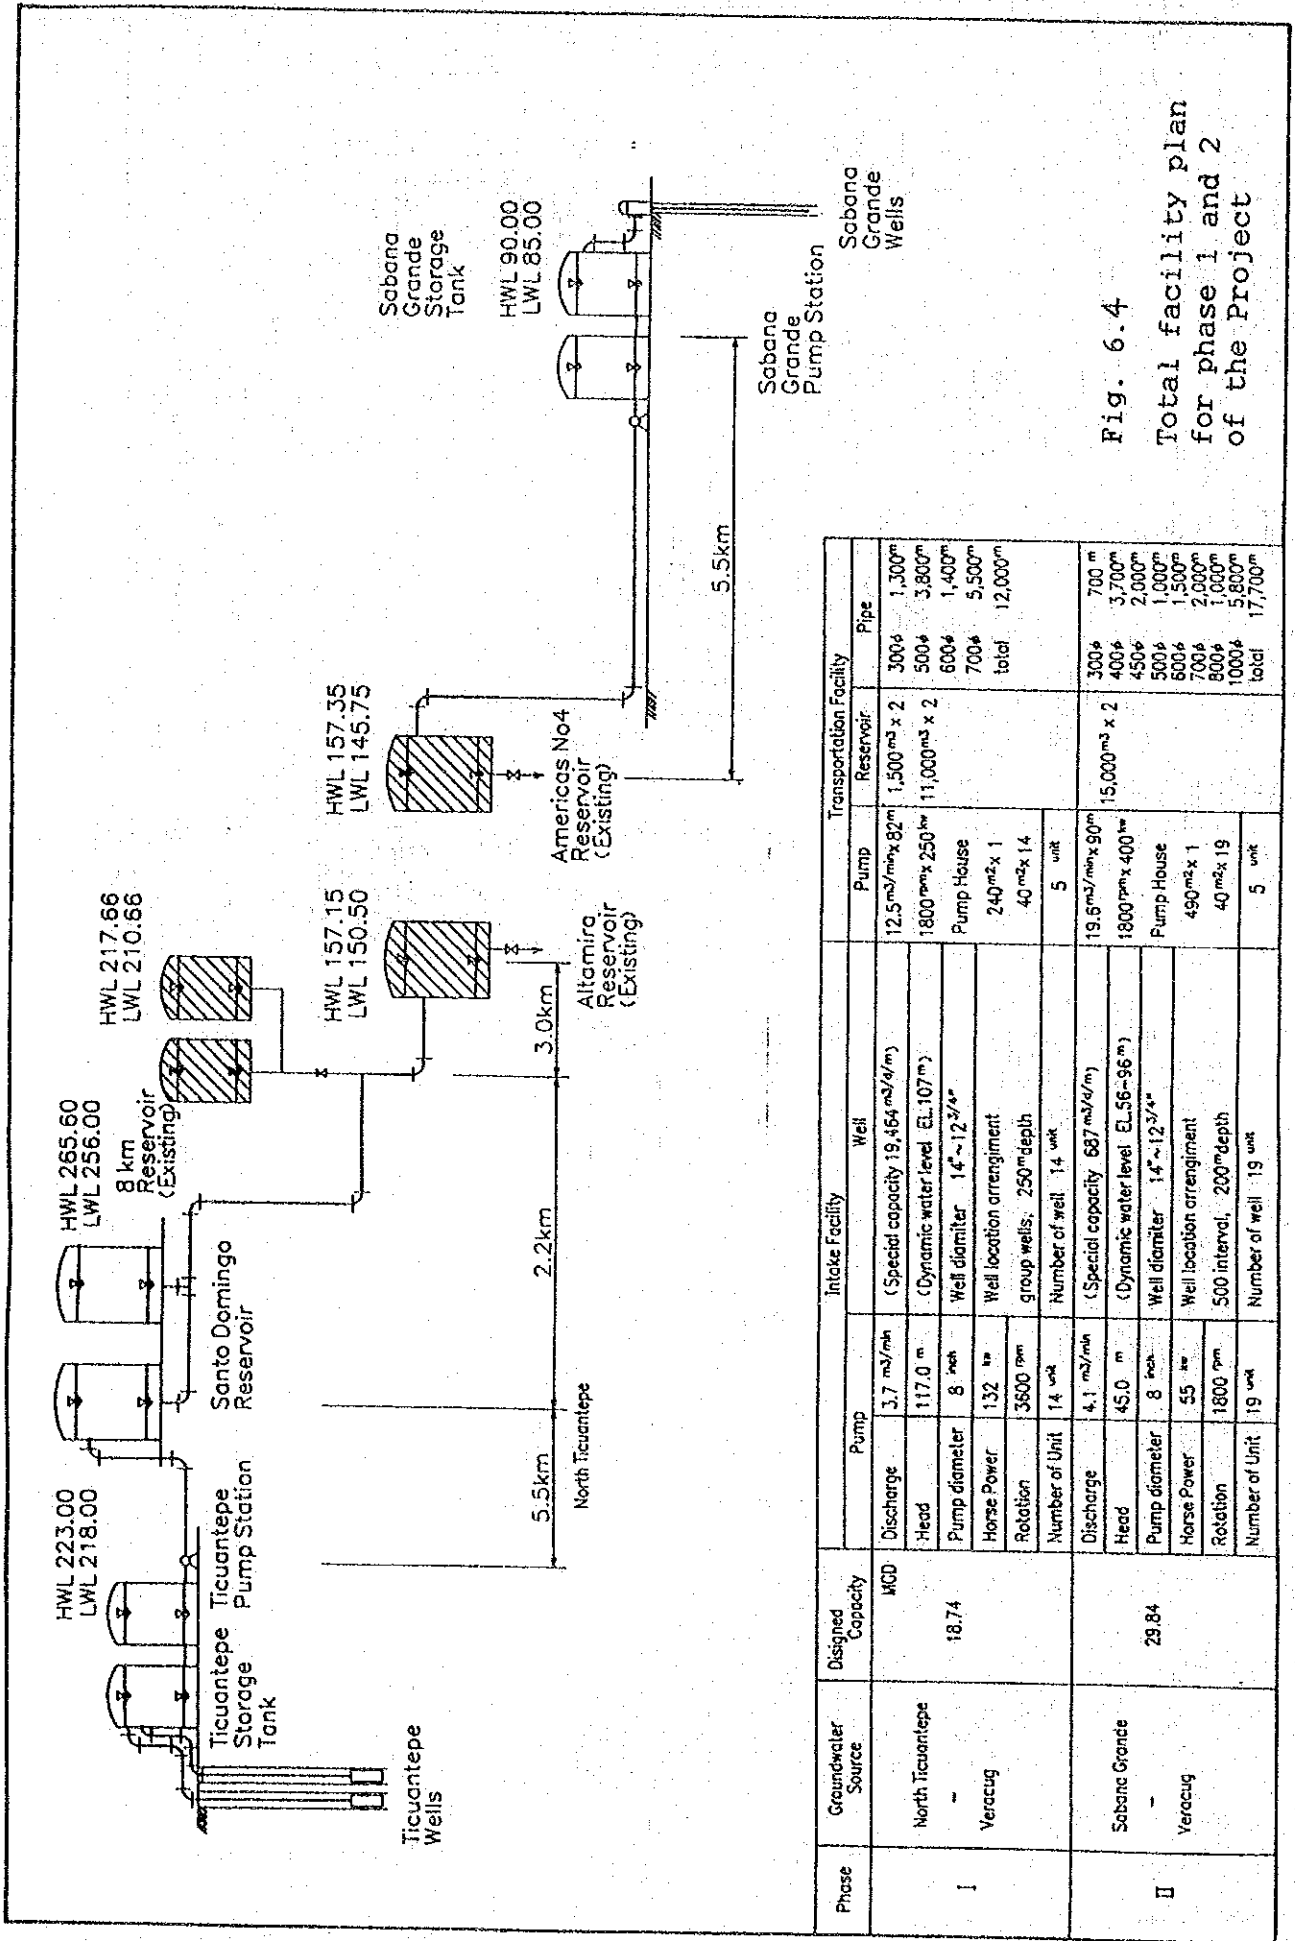 HWL 223.00
LWL 218.00
Ticuantepe
Storage
Tank
Ticuantepe
Pump Station
Ticuantepe
Wells
HWL 265.60
LWL 256.00
Santo Domingo
Reservoir
8 km
Reservoir
(Existing)
HWL 217.66
LWL 210.66
HWL 157.15
LWL 150.50
Altamira
Reservoir
(Existing)
HWL 157.35
LWL 145.75
Americas No4
Reservoir
(Existing)
Sabana
Grande
Storage
Tank
HWL 90.00
LWL 85.00
Sabana
Grande
Pump Station
Sabana
Grande
Wells
5.5km
2.2km
3.0km
5.5km
North Ticuantepe
Phase
Groundwater
Source
Disigned
Capacity
Intake Facility
Transportation Facility
Pump
Well
Pump
Reservoir
Pipe
I
North Ticuantepe
-
Veracug
MGD
18.74
Discharge 3.7 m3/min (Special capacity 19,464 m3/d/m) 12.5m3/min x 82m 1,500m3 x 2 300ϕ 1,300m
Head 117.0 m (Dynamic water level EL.107m) 1800rpm x 250kw 11,000m3 x 2 500ϕ 3,800m
Pump diameter 8 inch Well diamiter 14"~12 3/4" Pump House 600ϕ 1,400m
Horse Power 132 kw Well location arrengiment 240m2 x 1 700ϕ 5,500m
Rotation 3600 rpm group wells, 250m depth 40m2 x 14 total 12,000m
Number of Unit 14 unit Number of well 14 unit 5 unit
II
Sabana Grande
-
Veracug
29.84
Discharge 4.1 m3/min (Special capacity 687 m3/d/m) 19.6m3/min x 90m
Head 45.0 m (Dynamic water level EL.56-96m) 1800rpm x 400kw
Pump diameter 8 inch Well diamiter 14"~12 3/4" Pump House
Horse Power 55 kw Well location arrengiment 490m2 x 1
Rotation 1800 rpm 500 interval, 200m depth 40m2 x 19
Number of Unit 19 unit Number of well 19 unit 5 unit
15,000m3 x 2
300ϕ 700 m
400ϕ 3,700m
450ϕ 2,000m
500ϕ 1,000m
600ϕ 1,500m
700ϕ 2,000m
800ϕ 1,000m
1000ϕ 5,800m
total 17,700m
Fig. 6.4
Total facility plan
for phase 1 and 2
of the Project